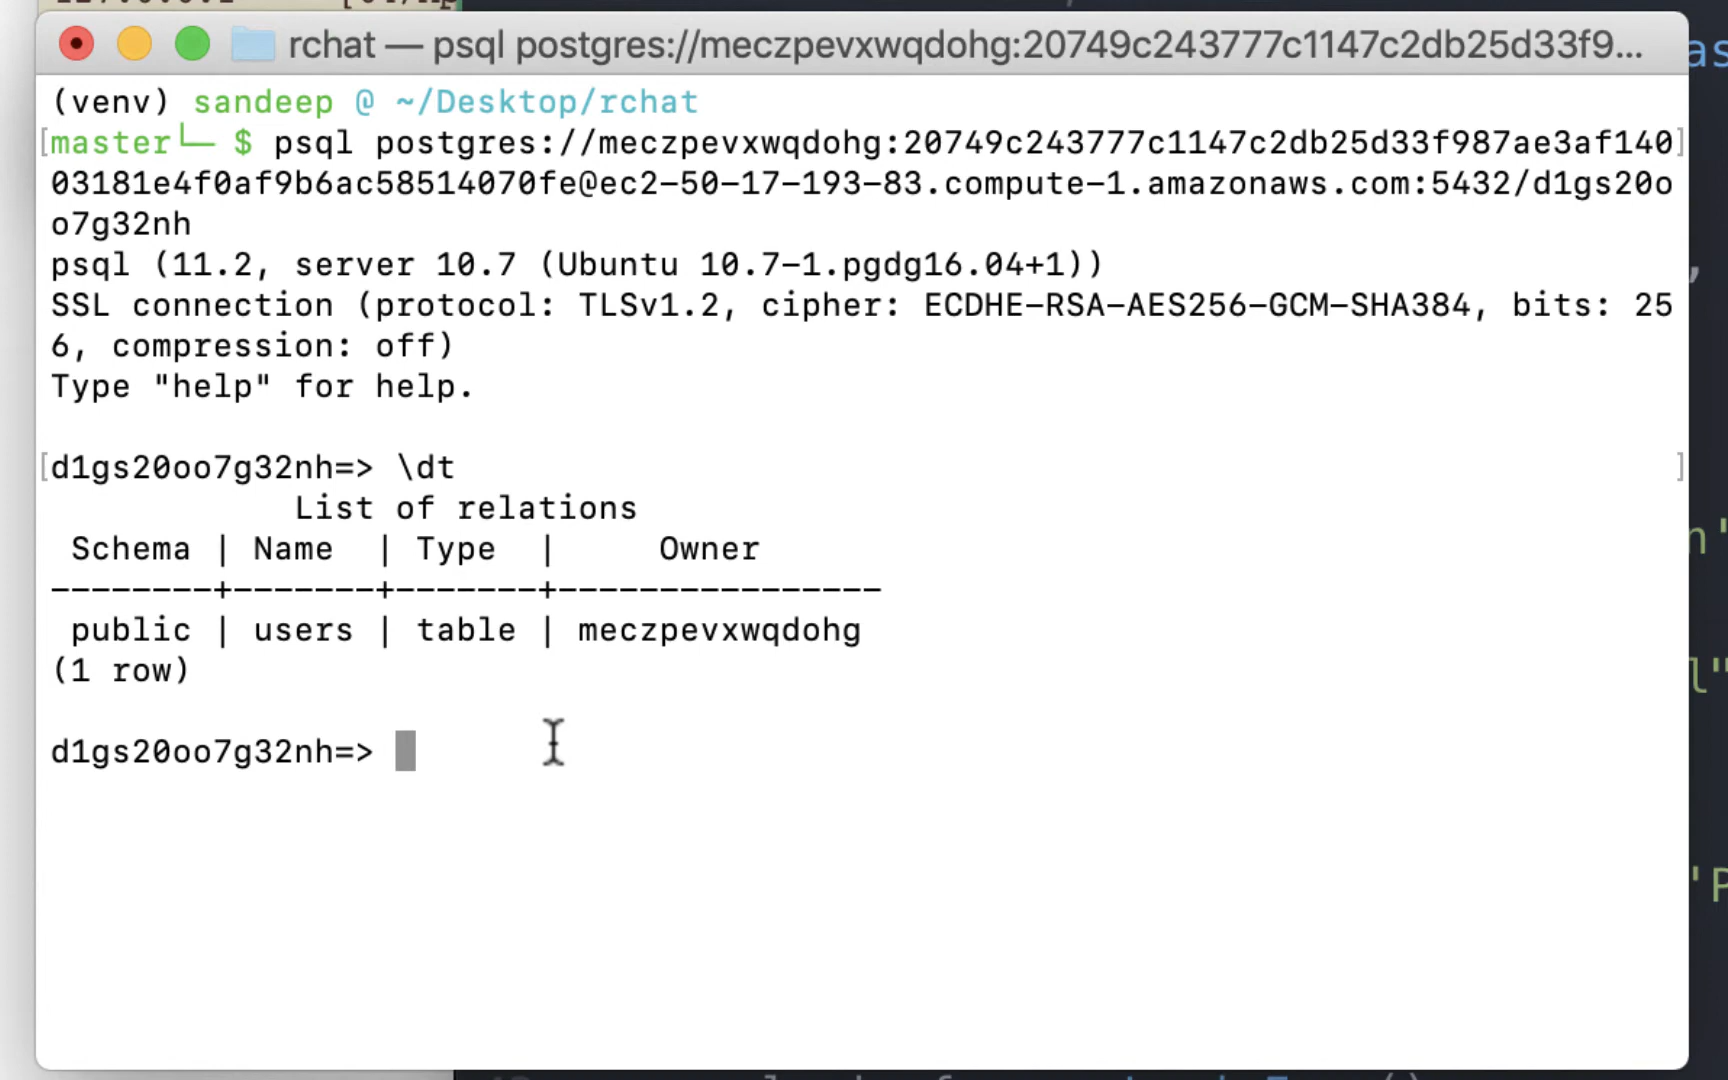 rchat — psql postgres://meczpevxwqdohg:20749c243777c1147c2db25d33f9...
(venv) sandeep @ ~/Desktop/rchat
[master└─ $ psql postgres://meczpevxwqdohg:20749c243777c1147c2db25d33f987ae3af140]
03181e4f0af9b6ac58514070fe@ec2-50-17-193-83.compute-1.amazonaws.com:5432/d1gs20o
o7g32nh
psql (11.2, server 10.7 (Ubuntu 10.7-1.pgdg16.04+1))
SSL connection (protocol: TLSv1.2, cipher: ECDHE-RSA-AES256-GCM-SHA384, bits: 25
6, compression: off)
Type "help" for help.
[d1gs20oo7g32nh=> \dt ]
List of relations
Schema | Name | Type | Owner
--------+-------+-------+----------------
public | users | table | meczpevxwqdohg
(1 row)
d1gs20oo7g32nh=>